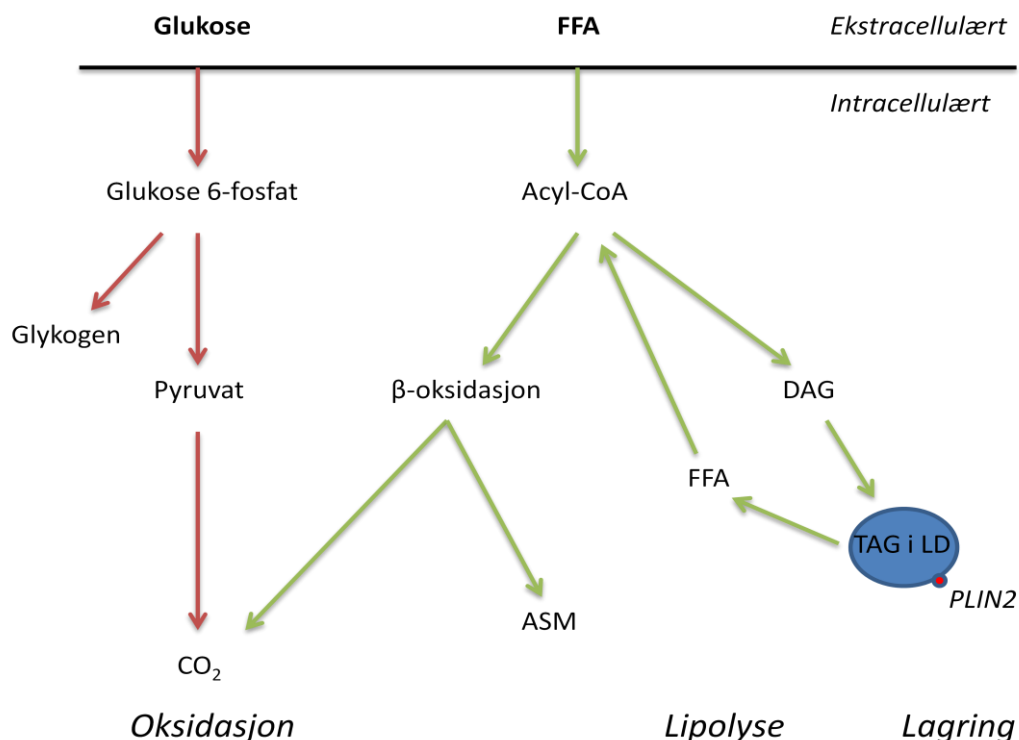 Glukose
FFA
Ekstracellulært
Intracellulært
Glukose 6-fosfat
Acyl-CoA
Glykogen
Pyruvat
β-oksidasjon
DAG
FFA
TAG i LD
PLIN2
ASM
CO₂
Oksidasjon
Lipolyse
Lagring